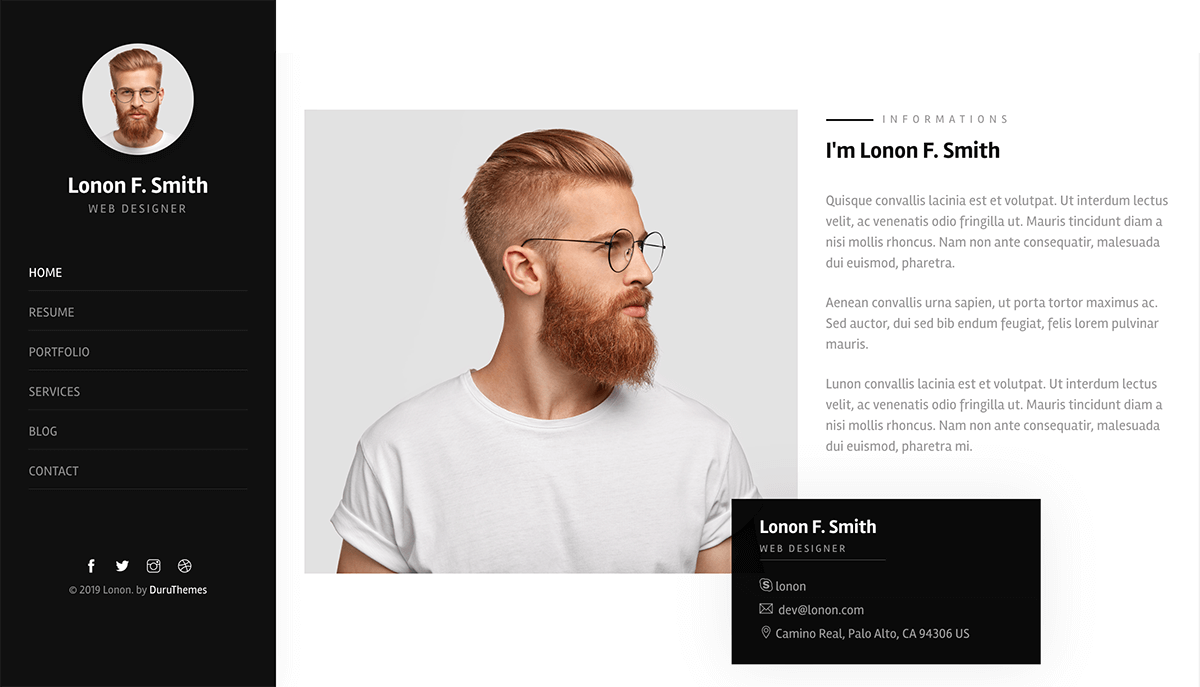 Lonon F. Smith
WEB DESIGNER
HOME
RESUME
PORTFOLIO
SERVICES
BLOG
CONTACT
© 2019 Lonon. by DuruThemes
INFORMATIONS
I'm Lonon F. Smith
Quisque convallis lacinia est et volutpat. Ut interdum lectus
velit, ac venenatis odio fringilla ut. Mauris tincidunt diam a
nisi mollis rhoncus. Nam non ante consequatir, malesuada
dui euismod, pharetra.
Aenean convallis urna sapien, ut porta tortor maximus ac.
Sed auctor, dui sed bib endum feugiat, felis lorem pulvinar
mauris.
Lunon convallis lacinia est et volutpat. Ut interdum lectus
velit, ac venenatis odio fringilla ut. Mauris tincidunt diam a
nisi mollis rhoncus. Nam non ante consequatir, malesuada
dui euismod, pharetra mi.
Lonon F. Smith
WEB DESIGNER
lonon
dev@lonon.com
Camino Real, Palo Alto, CA 94306 US